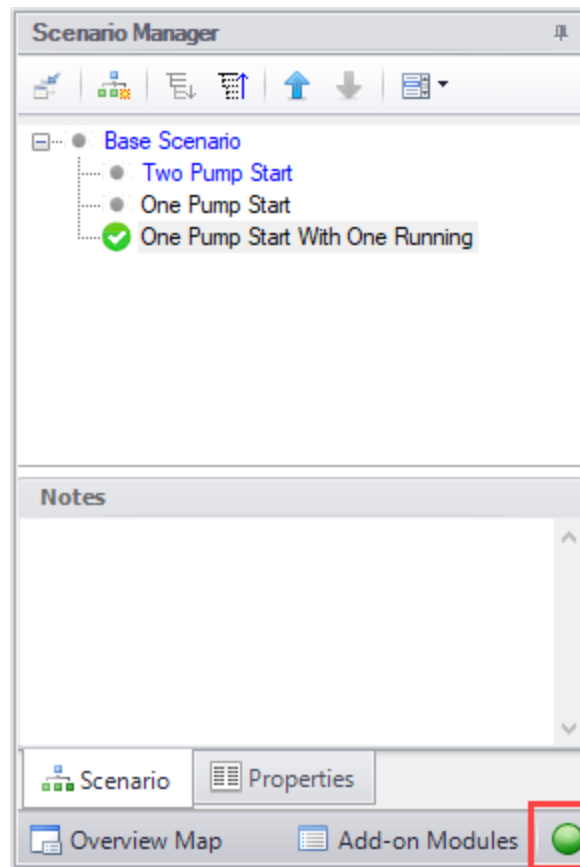 Scenario Manager
Base Scenario
Two Pump Start
One Pump Start
One Pump Start With One Running
Notes
Scenario Properties
Overview Map Add-on Modules